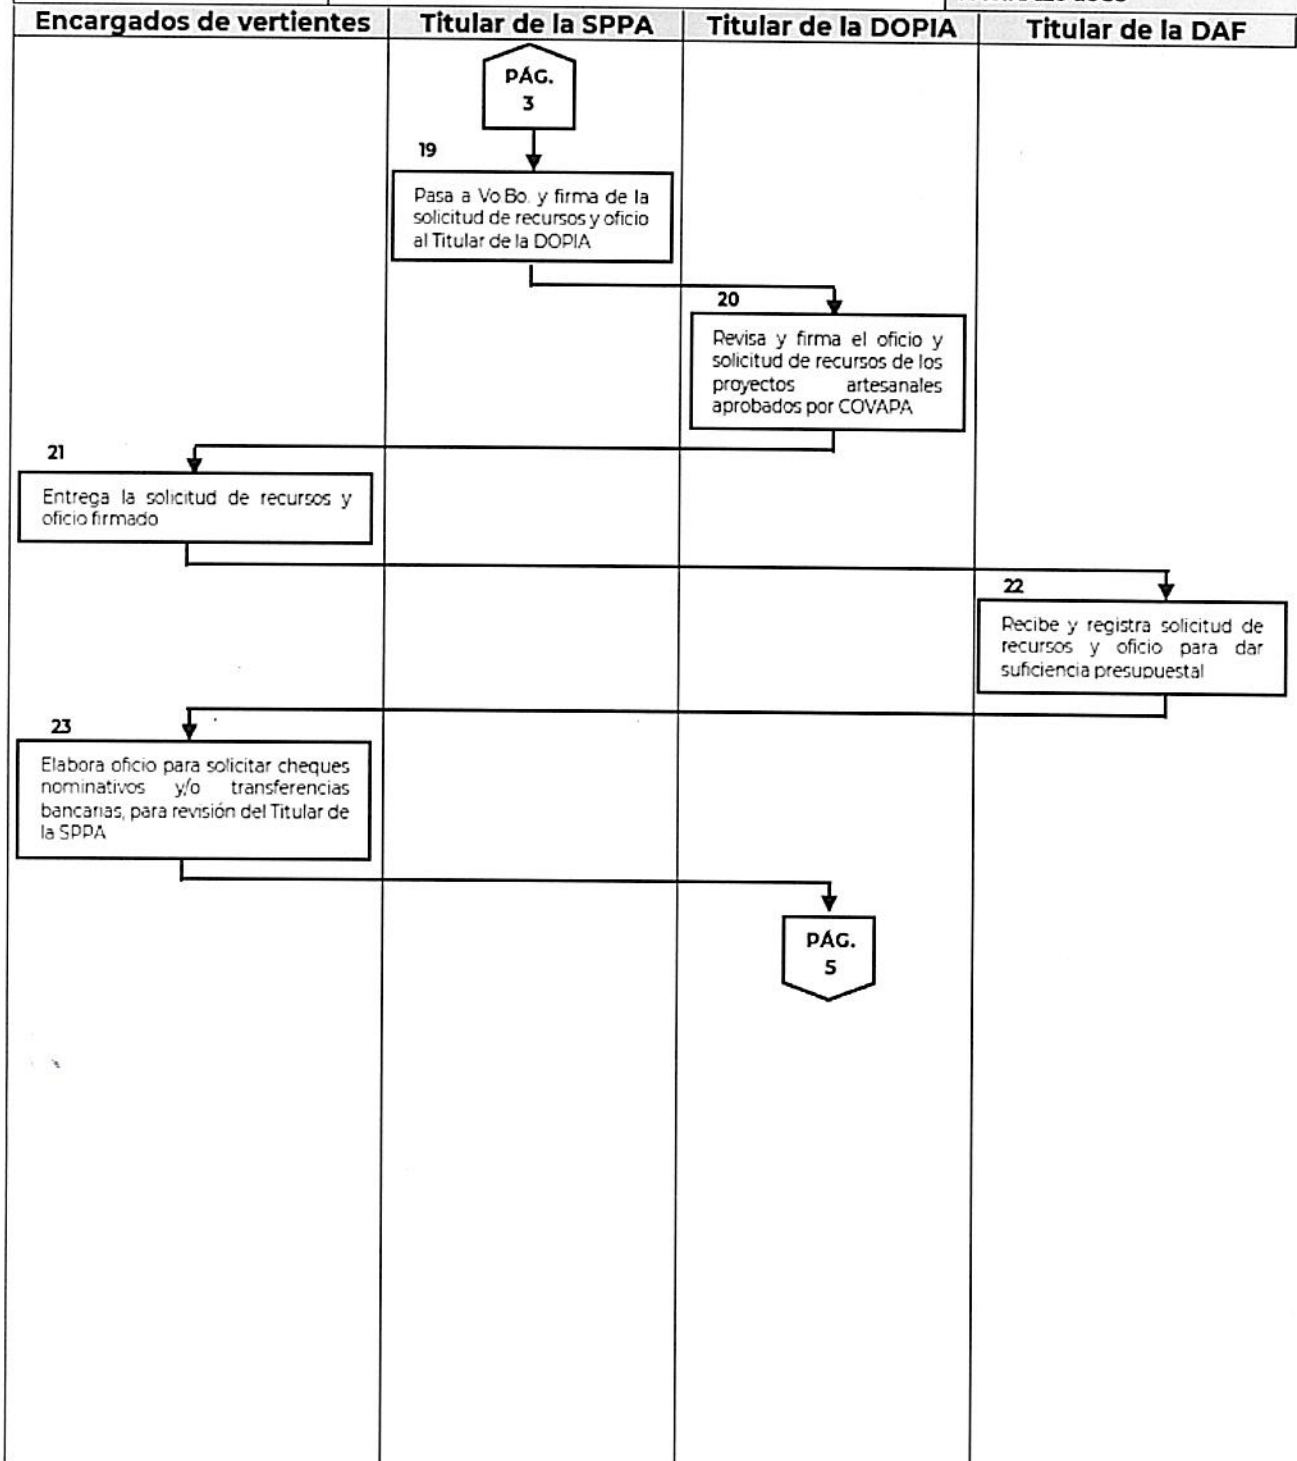 Encargados de vertientes
Titular de la SPPA
Titular de la DOPIA
Titular de la DAF
PÁG.
3
19
Pasa a Vo.Bo. y firma de la
solicitud de recursos y oficio
al Titular de la DOPIA
20
Revisa y firma el oficio y
solicitud de recursos de los
proyectos artesanales
aprobados por COVAPA
21
Entrega la solicitud de recursos y
oficio firmado
22
Recibe y registra solicitud de
recursos y oficio para dar
suficiencia presupuestal
23
Elabora oficio para solicitar cheques
nominativos y/o transferencias
bancarias, para revisión del Titular de
la SPPA
PÁG.
5